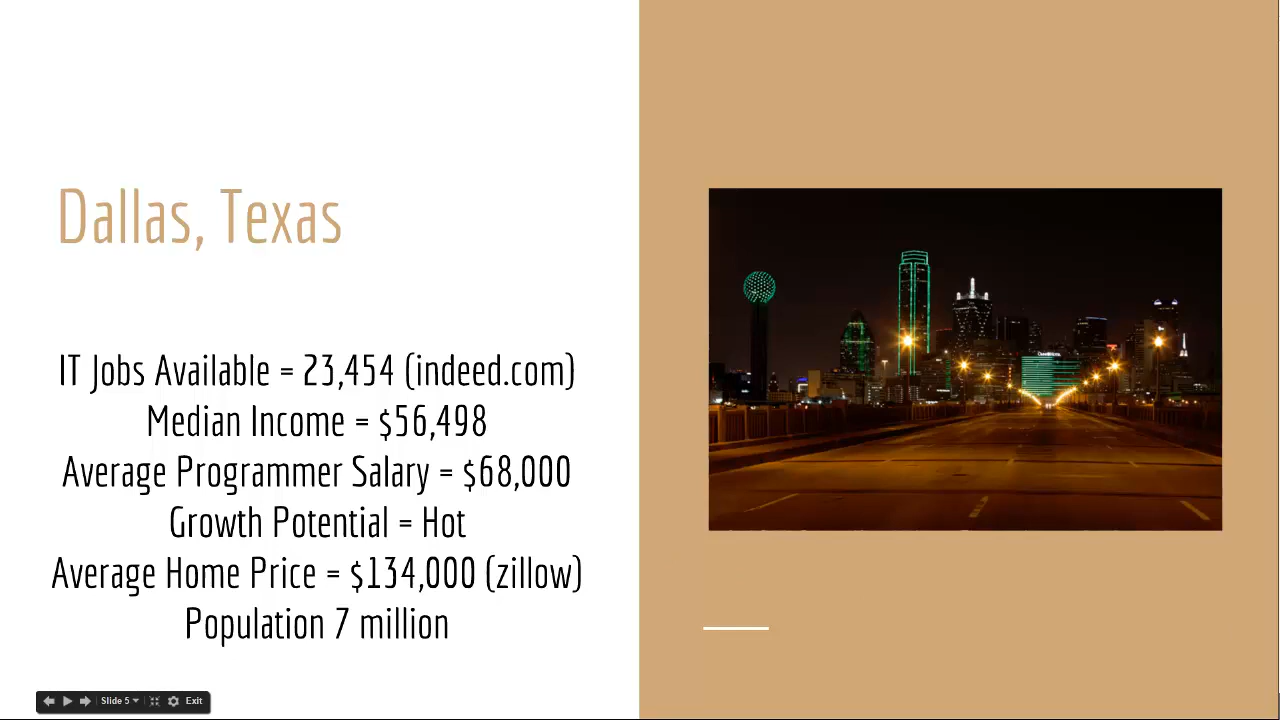 Dallas, Texas
IT Jobs Available = 23,454 (indeed.com)
Median Income = $56,498
Average Programmer Salary = $68,000
Growth Potential = Hot
Average Home Price = $134,000 (zillow)
Population 7 million
Slide 5
Exit